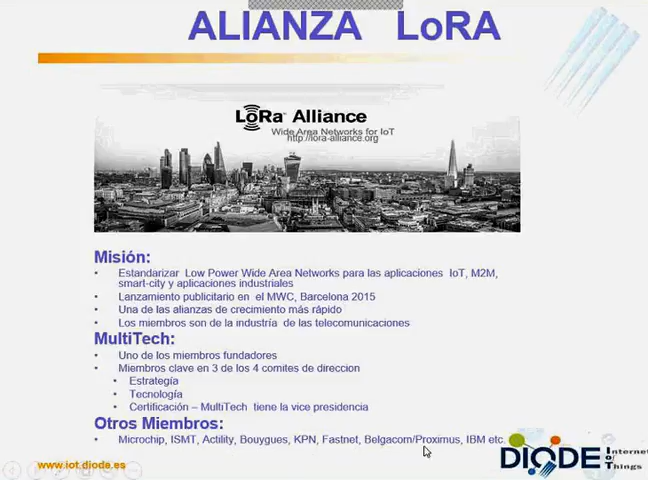 ALIANZA LoRA
LoRa Alliance
Wide Area Networks for IoT
http://lora-alliance.org
Misión:
• Estandarizar Low Power Wide Area Networks para las aplicaciones IoT, M2M,
smart-city y aplicaciones industriales
• Lanzamiento publicitario en el MWC, Barcelona 2015
• Una de las alianzas de crecimiento más rápido
• Los miembros son de la industría de las telecomunicaciones
MultiTech:
• Uno de los miembros fundadores
• Miembros clave en 3 de los 4 comites de direccion
• Estrategía
• Tecnología
• Certificación – MultiTech tiene la vice presidencia
Otros Miembros:
• Microchip, ISMT, Actility, Bouygues, KPN, Fastnet, Belgacom/Proximus, IBM etc.
www.iot.diode.es
DIODE Internet of Things